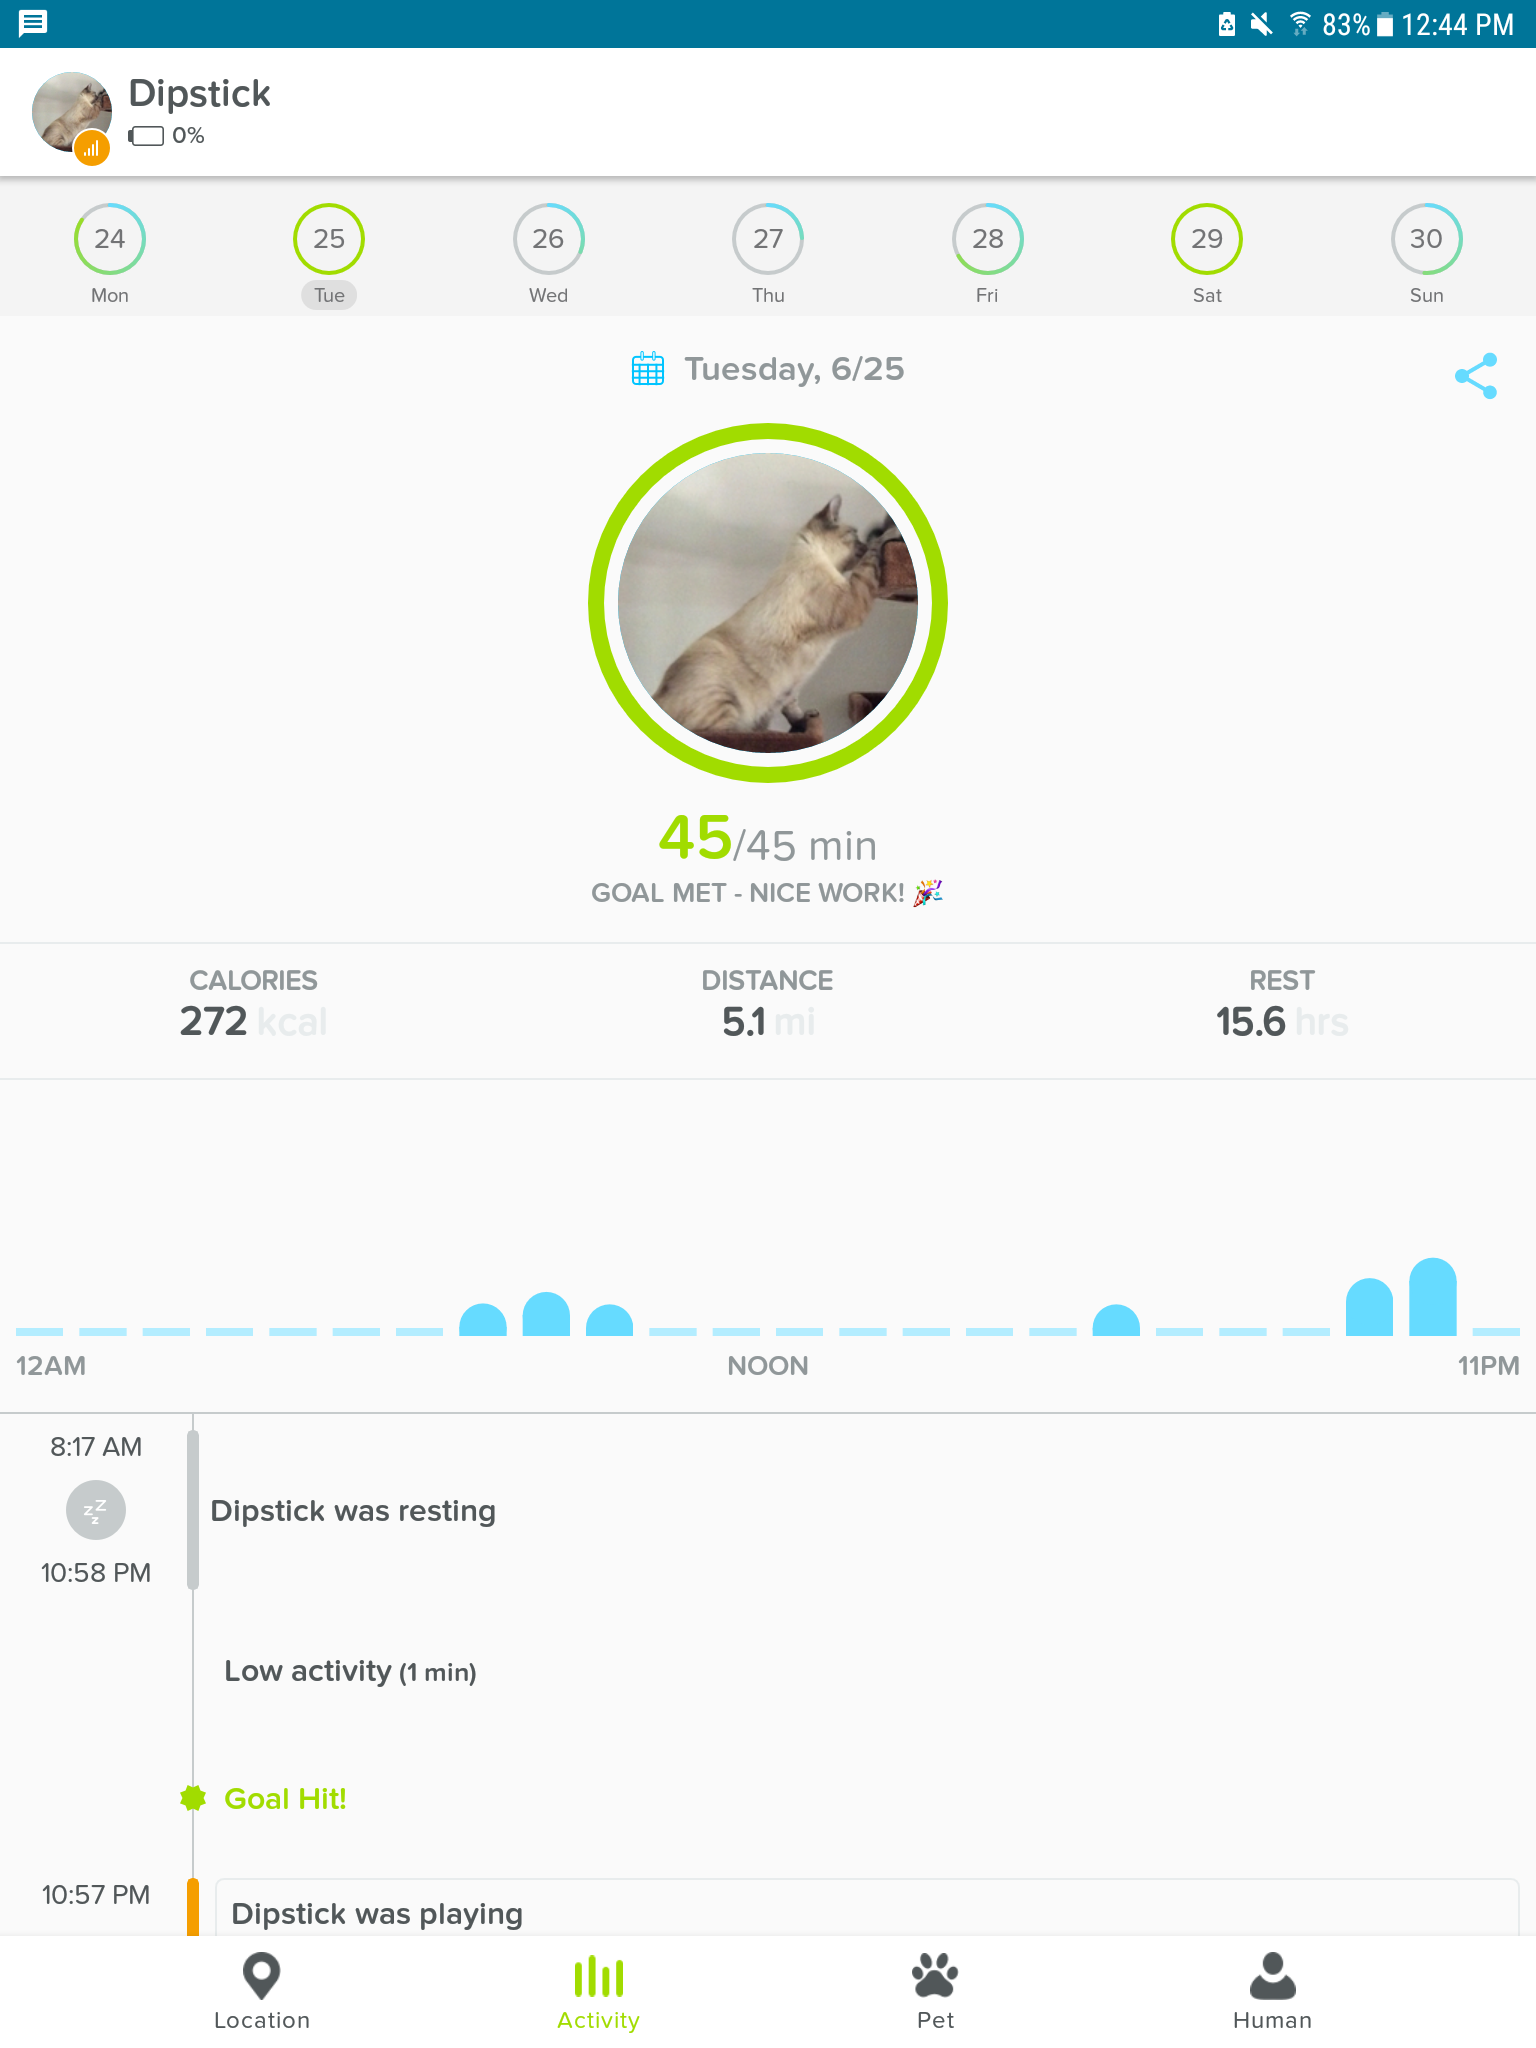 83% 12:44 PM
Dipstick
0%
24 25 26 27 28 29 30
Mon Tue Wed Thu Fri Sat Sun
Tuesday, 6/25
45/45 min
GOAL MET - NICE WORK! 🎉
CALORIES DISTANCE REST
272 kcal 5.1 mi 15.6 hrs
12AM NOON 11PM
8:17 AM
zzz
Dipstick was resting
10:58 PM
Low activity (1 min)
Goal Hit!
10:57 PM
Dipstick was playing
Location Activity Pet Human